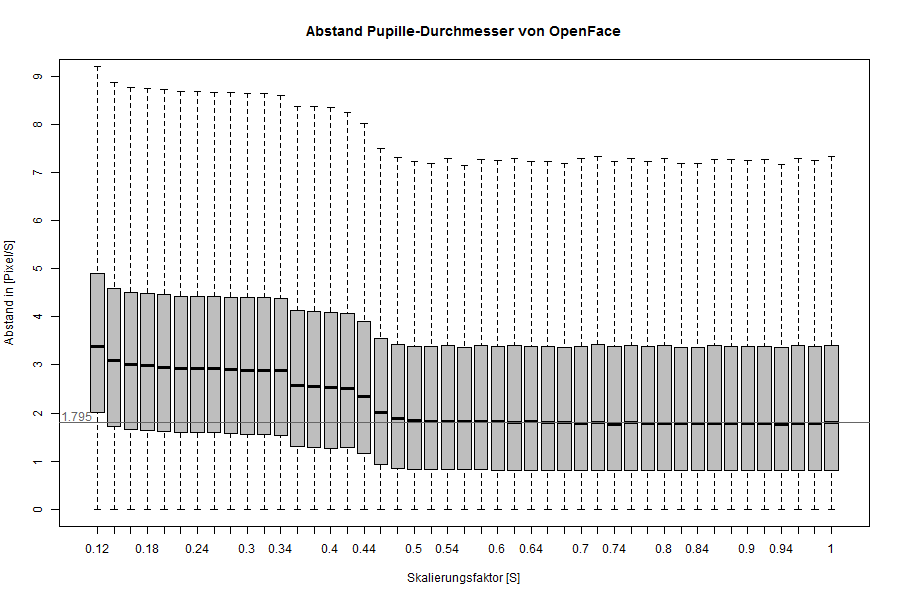 Abstand Pupille-Durchmesser von OpenFace
Abstand in [Pixel/S]
9
8
7
6
5
4
3
2
1
0
1.795
0.12 0.18 0.24 0.3 0.34 0.4 0.44 0.5 0.54 0.6 0.64 0.7 0.74 0.8 0.84 0.9 0.94 1
Skalierungsfaktor [S]